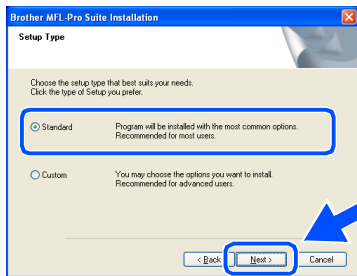 Brother MFL-Pro Suite Installation
Setup Type
Choose the setup type that best suits your needs.
Click the type of Setup you prefer.
Standard
Program will be installed with the most common options.
Recommended for most users.
Custom
You may choose the options you want to install.
Recommended for advanced users.
< Back
Next >
Cancel